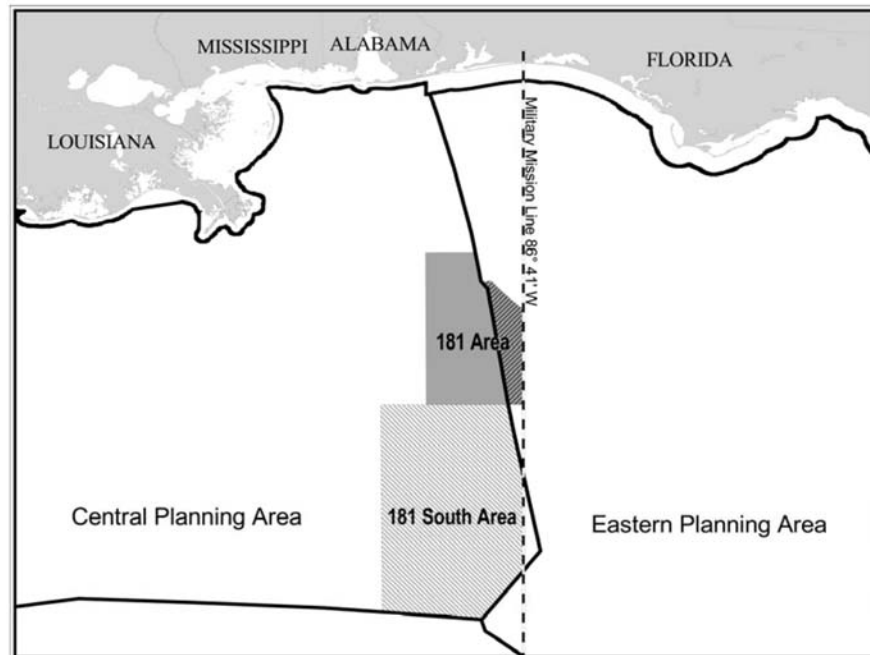 MISSISSIPPI
ALABAMA
FLORIDA
LOUISIANA
Military Mission Line 86° 41' W
181 Area
181 South Area
Central Planning Area
Eastern Planning Area